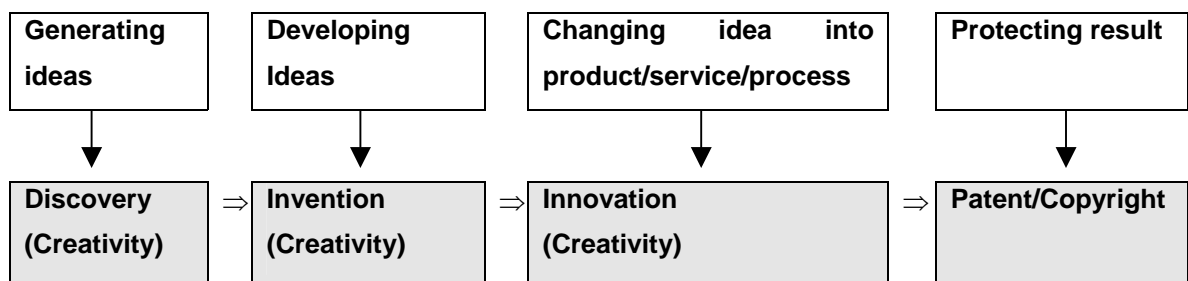 Generating
ideas
Developing
Ideas
Changing idea into
product/service/process
Protecting result
Discovery
(Creativity)
⇒
Invention
(Creativity)
⇒
Innovation
(Creativity)
⇒
Patent/Copyright